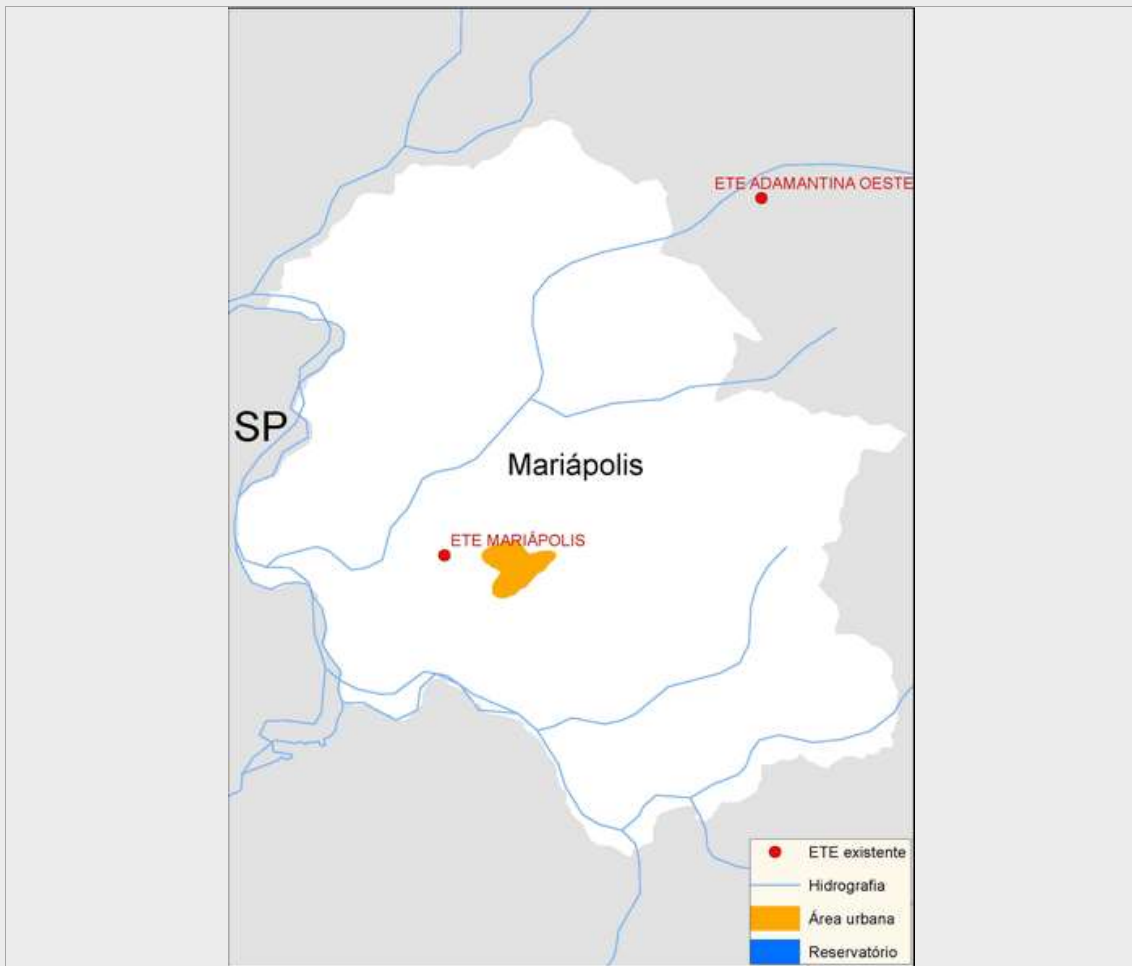 ETE ADAMANTINA OESTE
SP
Mariápolis
ETE MARIÁPOLIS
ETE existente
Hidrografia
Área urbana
Reservatório